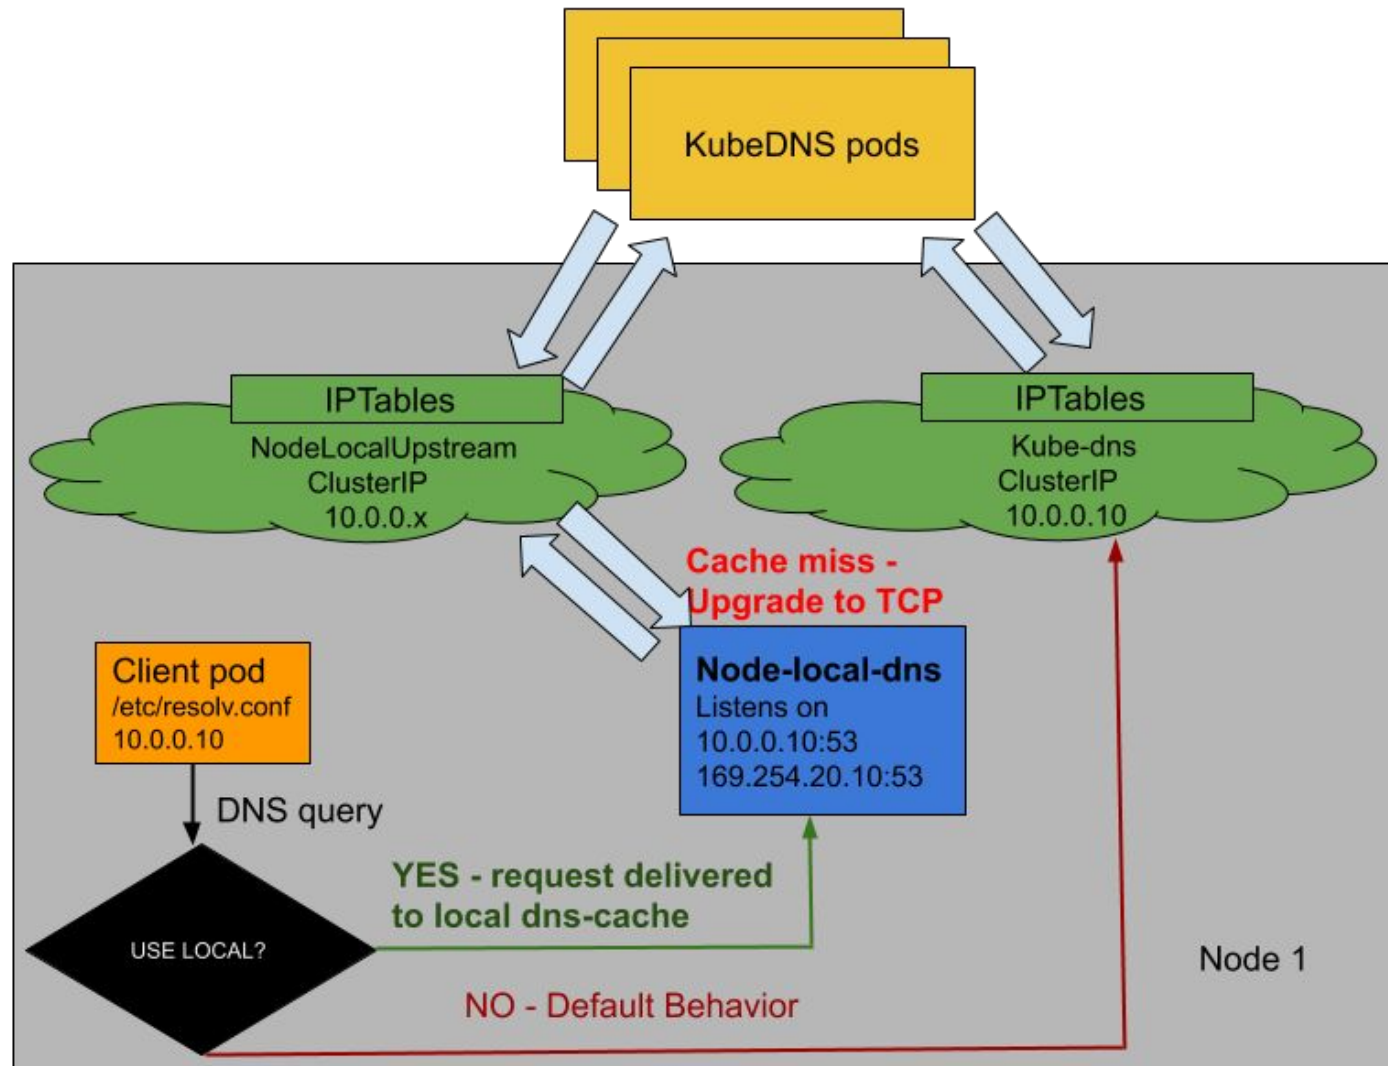 KubeDNS pods
IPTables
NodeLocalUpstream
ClusterIP
10.0.0.x
IPTables
Kube-dns
ClusterIP
10.0.0.10
Cache miss -
Upgrade to TCP
Client pod
/etc/resolv.conf
10.0.0.10
Node-local-dns
Listens on
10.0.0.10:53
169.254.20.10:53
DNS query
YES - request delivered
to local dns-cache
USE LOCAL?
Node 1
NO - Default Behavior